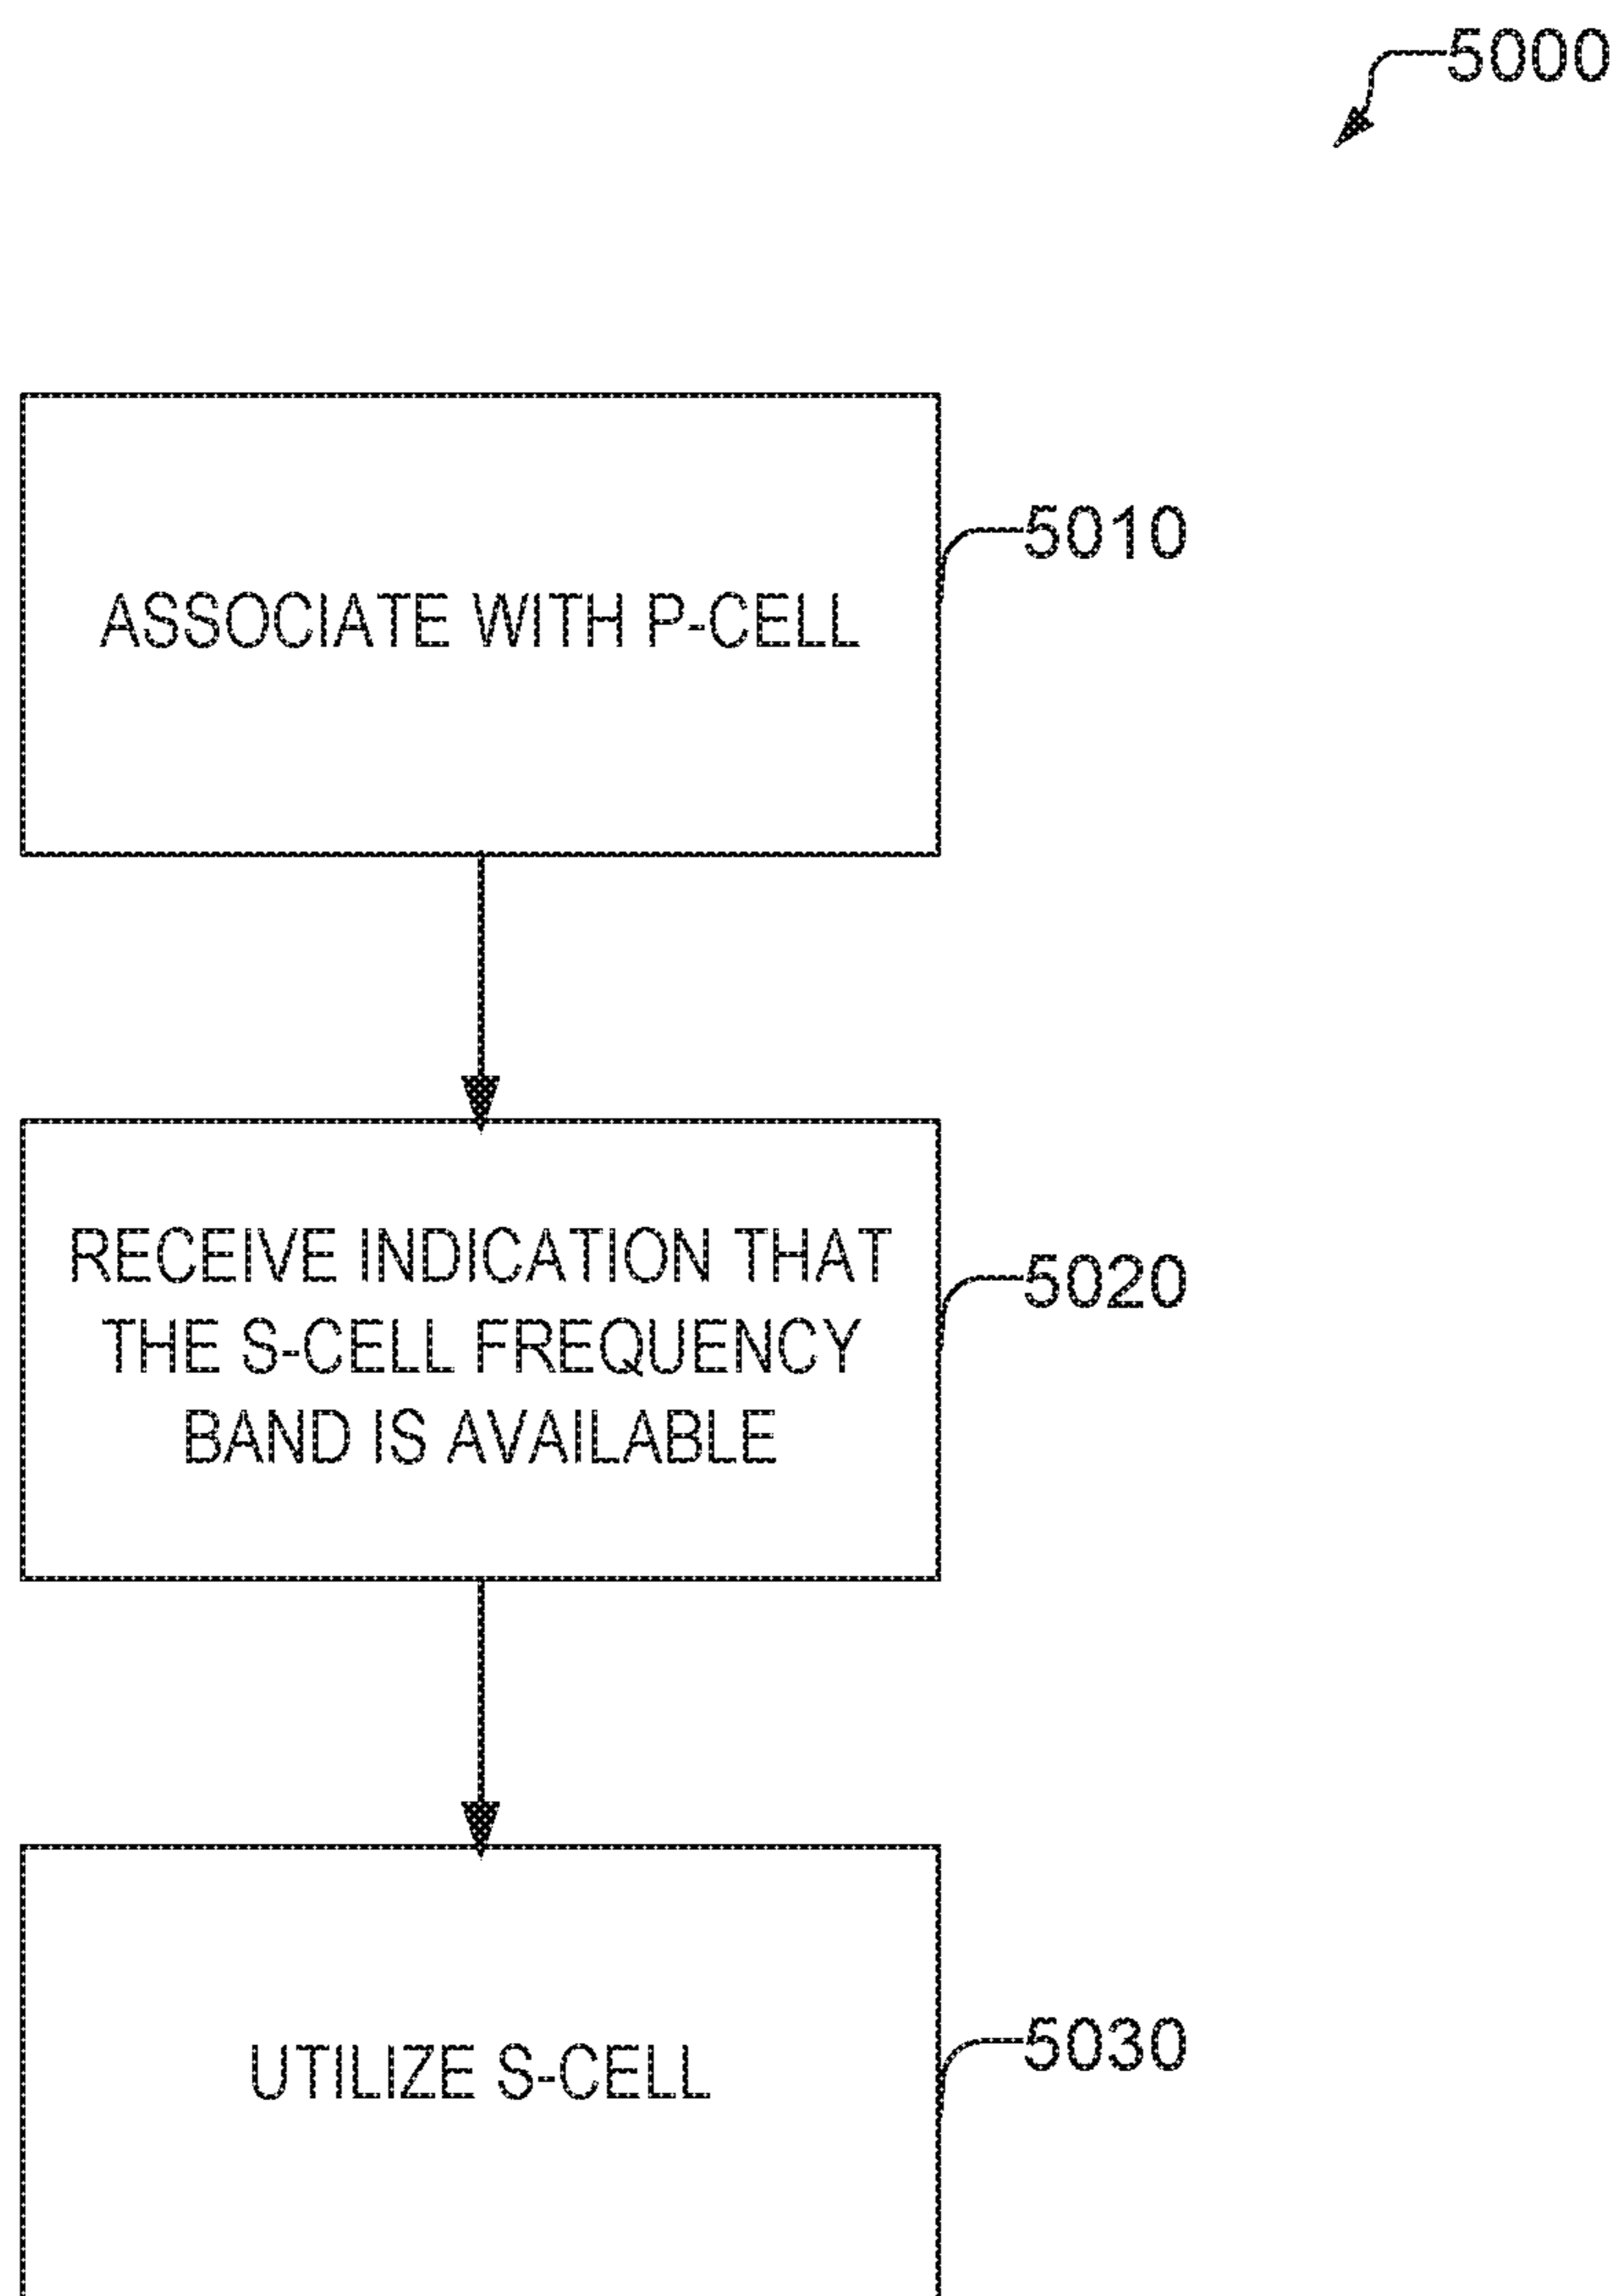 5000
ASSOCIATE WITH P-CELL
5010
RECEIVE INDICATION THAT
THE S-CELL FREQUENCY
BAND IS AVAILABLE
5020
UTILIZE S-CELL
5030